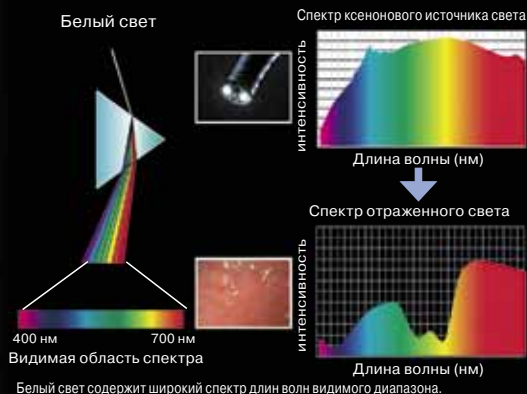 Белый свет
Спектр ксенонового источника света
интенсивность
Длина волны (нм)
Спектр отраженного света
интенсивность
Длина волны (нм)
400 нм
700 нм
Видимая область спектра
Белый свет содержит широкий спектр длин волн видимого диапазона.